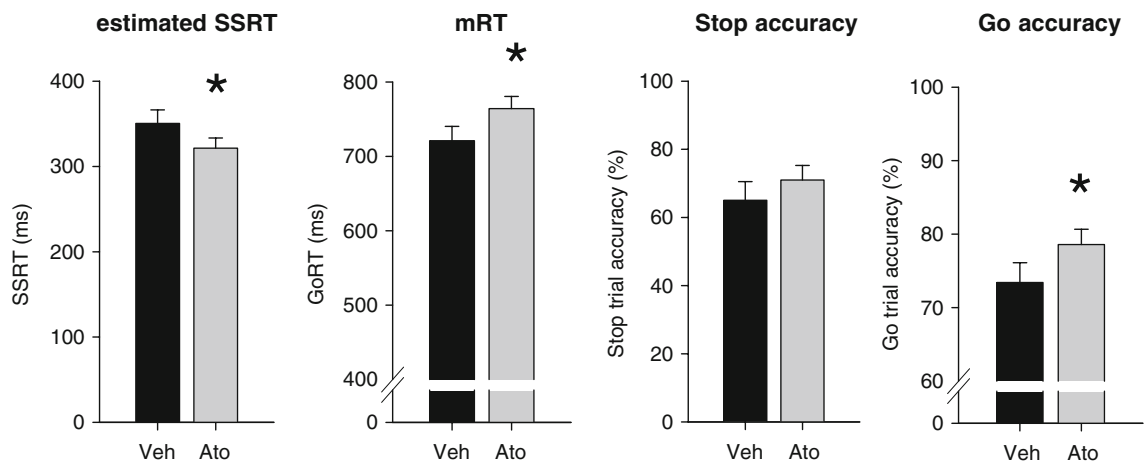 estimated SSRT
mRT
Stop accuracy
Go accuracy
SSRT (ms)
400
300
200
100
0
*
Veh
Ato
GoRT (ms)
800
700
600
500
400
0
*
Veh
Ato
Stop trial accuracy (%)
100
80
60
40
20
0
Veh
Ato
Go trial accuracy (%)
100
90
80
70
60
0
*
Veh
Ato